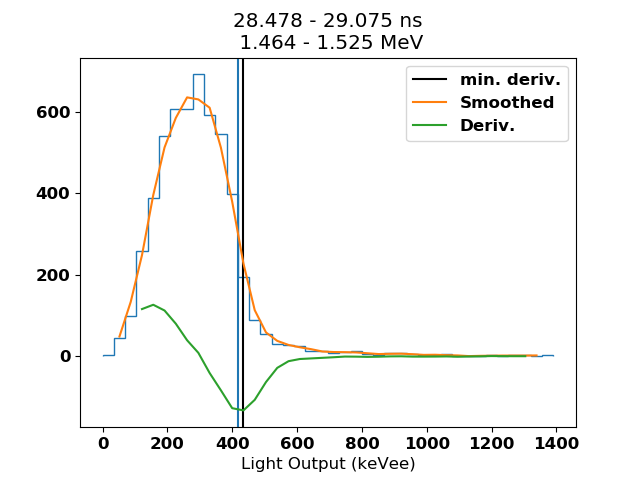 28.478 - 29.075 ns
1.464 - 1.525 MeV
min. deriv.
Smoothed
Deriv.
600
400
200
0
0 200 400 600 800 1000 1200 1400
Light Output (keVee)